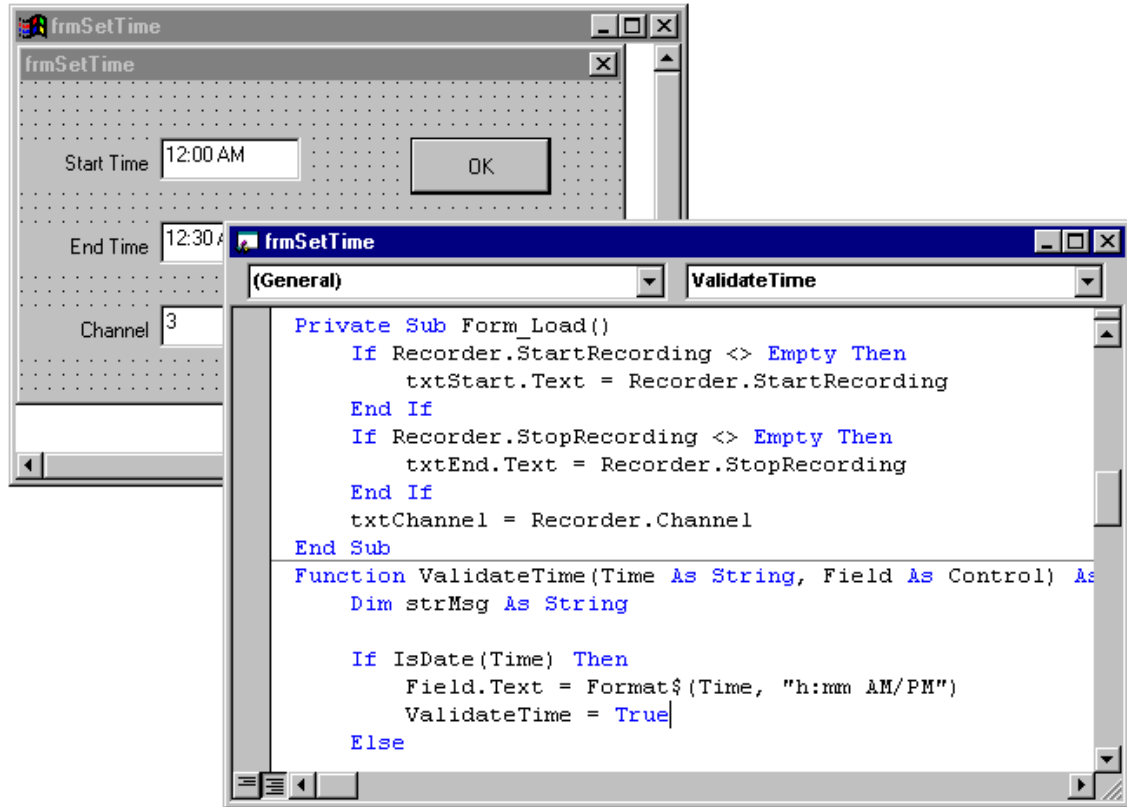 frmSetTime
frmSetTime
Start Time 12:00 AM OK
End Time 12:30
Channel 3
frmSetTime
(General) ValidateTime
Private Sub Form_Load()
If Recorder.StartRecording <> Empty Then
txtStart.Text = Recorder.StartRecording
End If
If Recorder.StopRecording <> Empty Then
txtEnd.Text = Recorder.StopRecording
End If
txtChannel = Recorder.Channel
End Sub
Function ValidateTime(Time As String, Field As Control) As
Dim strMsg As String
If IsDate(Time) Then
Field.Text = Format$(Time, "h:mm AM/PM")
ValidateTime = True
Else